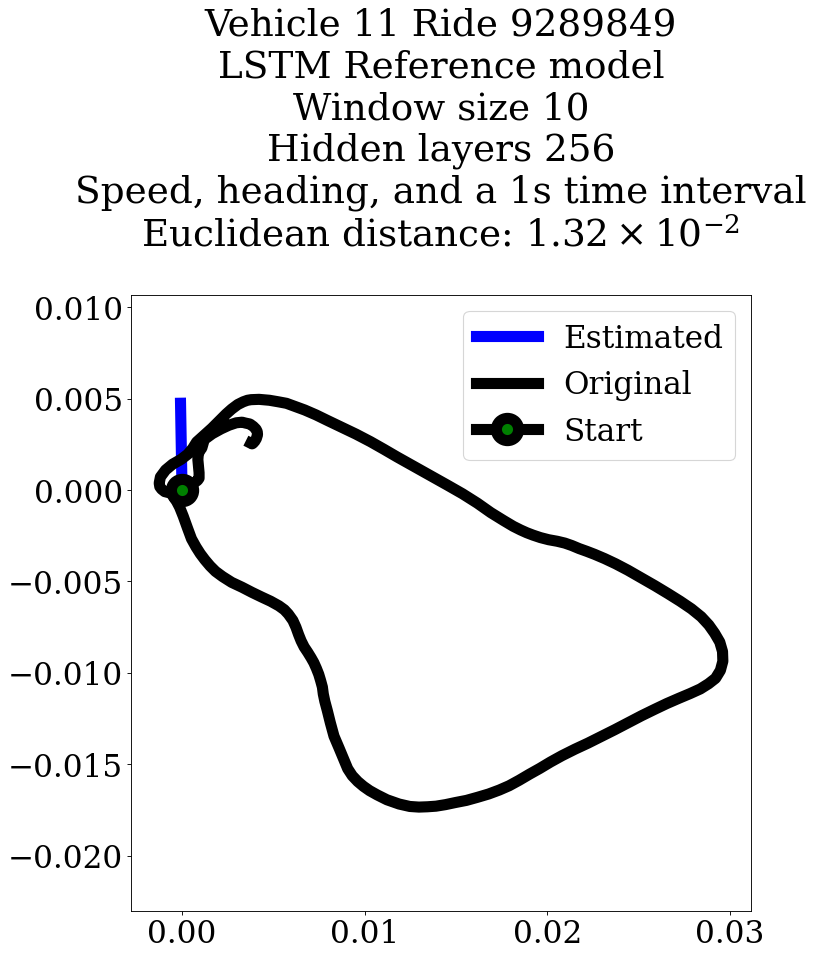 Vehicle 11 Ride 9289849
LSTM Reference model
Window size 10
Hidden layers 256
Speed, heading, and a 1s time interval
Euclidean distance: 1.32 × 10⁻²
0.010
0.005
0.000
−0.005
−0.010
−0.015
−0.020
Estimated
Original
Start
0.00 0.01 0.02 0.03